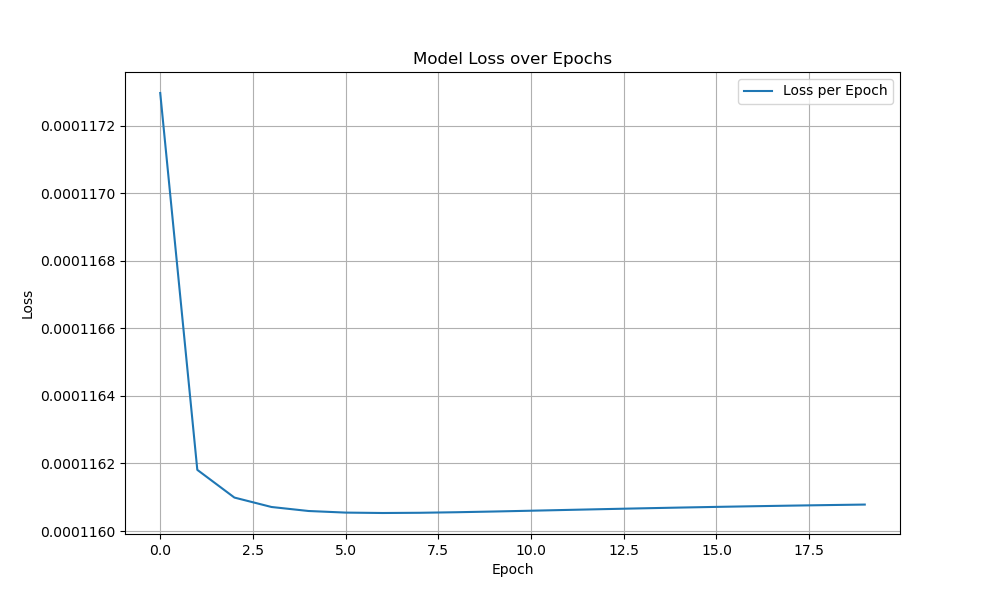 Model Loss over Epochs
Loss per Epoch
0.0001172
0.0001170
0.0001168
0.0001166
0.0001164
0.0001162
0.0001160
Loss
0.0 2.5 5.0 7.5 10.0 12.5 15.0 17.5
Epoch